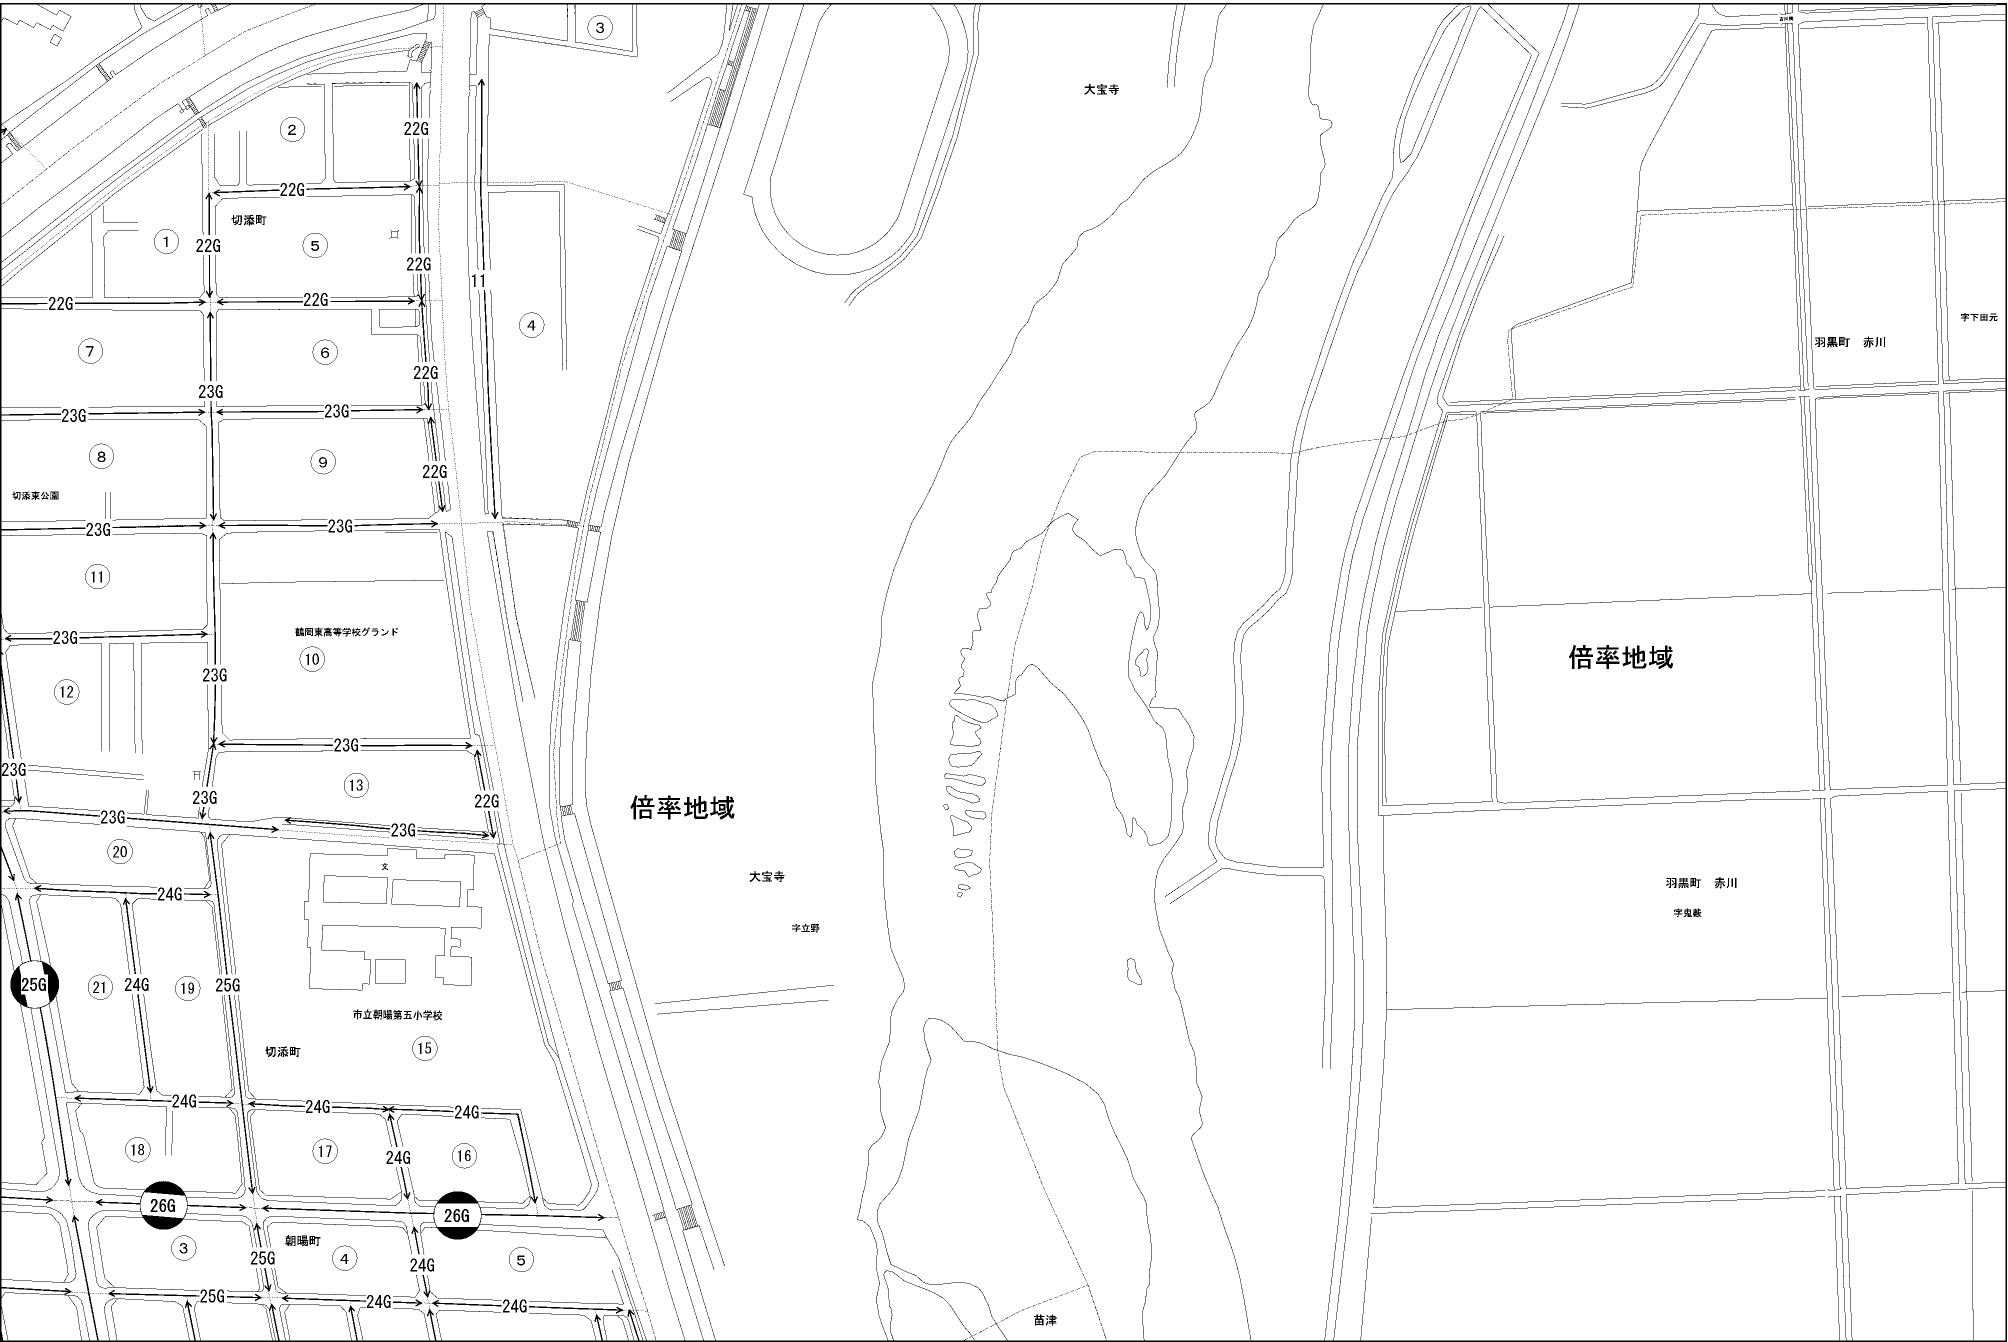 ③
大宝寺
②
22G
22G
切添町
①
22G
⑤
22G
11
22G
22G
④
字下田元
羽黒町　赤川
⑦
⑥
22G
23G
23G
23G
⑧
⑨
22G
切添東公園
23G
23G
⑪
鶴岡東高等学校グランド
23G
⑩
倍率地域
23G
⑫
23G
23G
⑬
23G
22G
倍率地域
23G
23G
⑳
文
大宝寺
羽黒町　赤川
24G
字鬼薮
字立野
25G
㉑
24G
⑲
25G
市立朝暘第五小学校
切添町
⑮
24G
24G
24G
⑱
⑰
24G
⑯
26G
26G
朝暘町
③
25G
④
24G
⑤
25G
24G
24G
苗津